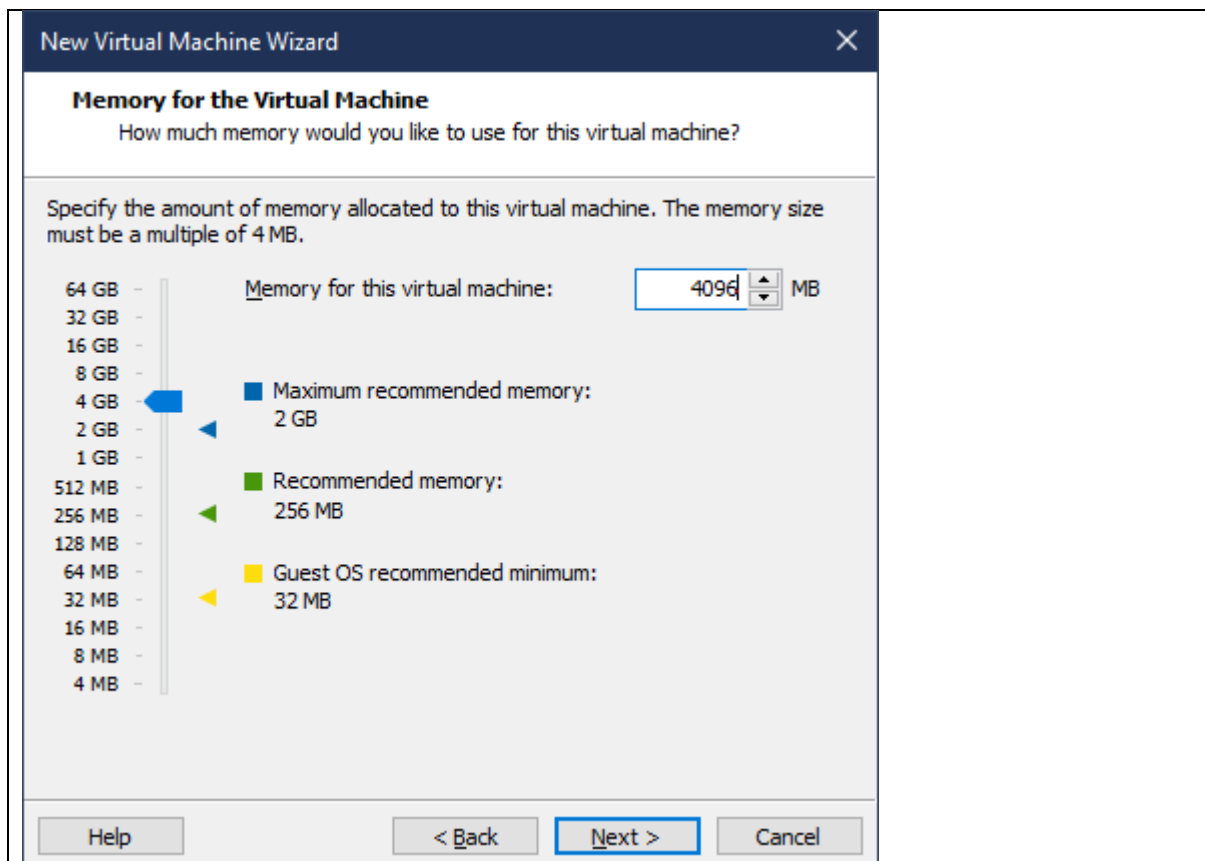 New Virtual Machine Wizard
Memory for the Virtual Machine
How much memory would you like to use for this virtual machine?
Specify the amount of memory allocated to this virtual machine. The memory size
must be a multiple of 4 MB.
64 GB
Memory for this virtual machine:
4096
MB
32 GB
16 GB
8 GB
4 GB
2 GB
1 GB
512 MB
256 MB
128 MB
64 MB
32 MB
16 MB
8 MB
4 MB
Maximum recommended memory:
2 GB
Recommended memory:
256 MB
Guest OS recommended minimum:
32 MB
Help
< Back
Next >
Cancel